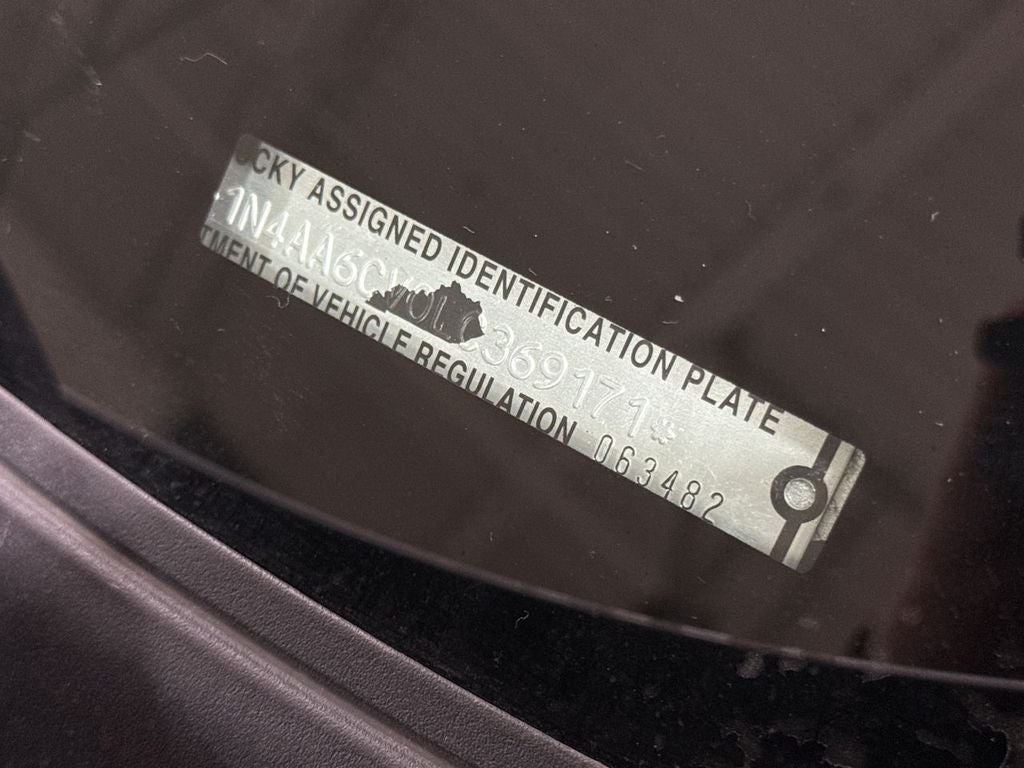 CKY ASSIGNED IDENTIFICATION PLATE
*1N4AA6CV0LC369171*
TMENT OF VEHICLE REGULATION 063482